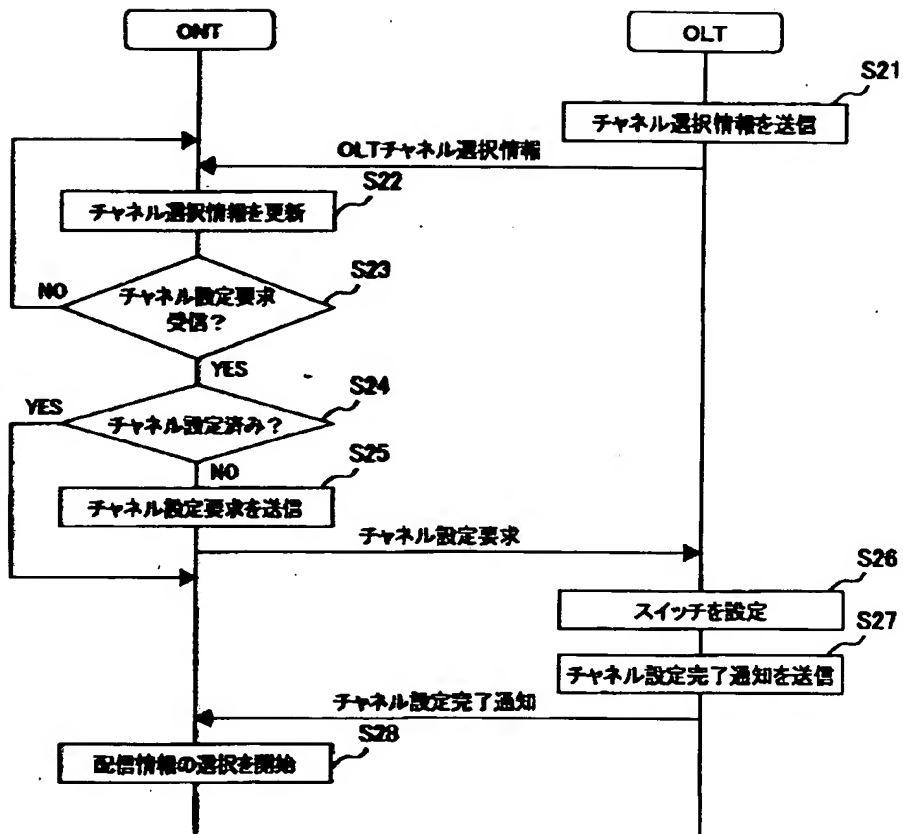 ONT
OLT
S21
チャネル選択情報を送信
OLTチャネル選択情報
S22
チャネル選択情報を更新
S23
NO
チャネル設定要求
受信？
YES
S24
YES
チャネル設定済み？
NO
S25
チャネル設定要求を送信
チャネル設定要求
S26
スイッチを設定
S27
チャネル設定完了通知を送信
チャネル設定完了通知
S28
配信情報の選択を開始